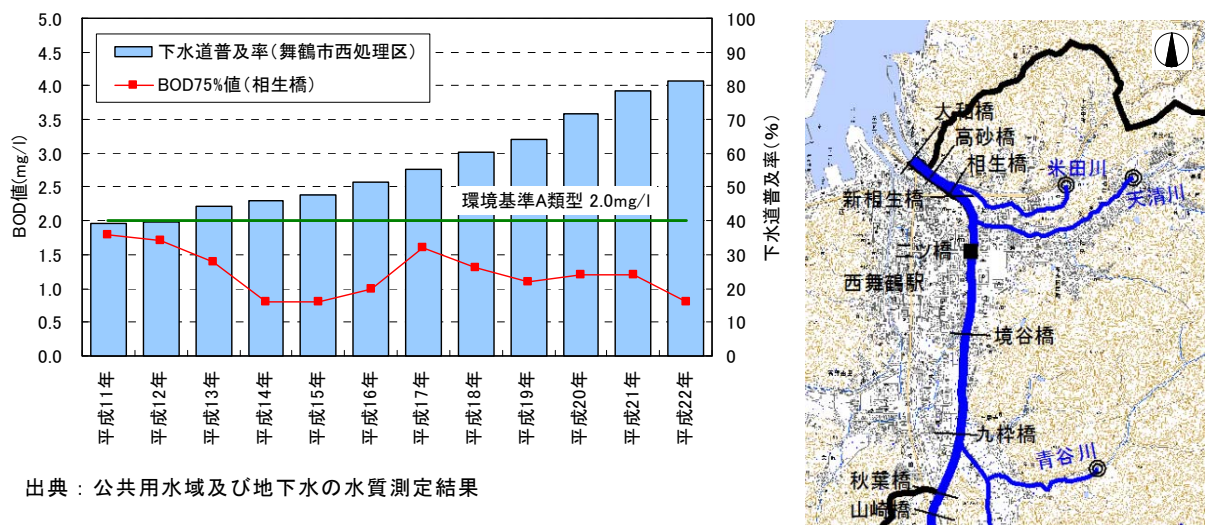 5.0
4.5
4.0
3.5
3.0
2.5
2.0
1.5
1.0
0.5
0.0
BOD値(mg/l)
下水道普及率(舞鶴市西処理区)
BOD75%値(相生橋)
環境基準A類型 2.0mg/l
100
90
80
70
60
50
40
30
20
10
0
下水道普及率(%)
平成11年
平成12年
平成13年
平成14年
平成15年
平成16年
平成17年
平成18年
平成19年
平成20年
平成21年
平成22年
出典:公共用水域及び地下水の水質測定結果
大和橋
高砂橋
相生橋
米田川
天清川
新相生橋
二ツ橋
西舞鶴駅
境谷橋
九枠橋
青谷川
秋葉橋
山崎橋